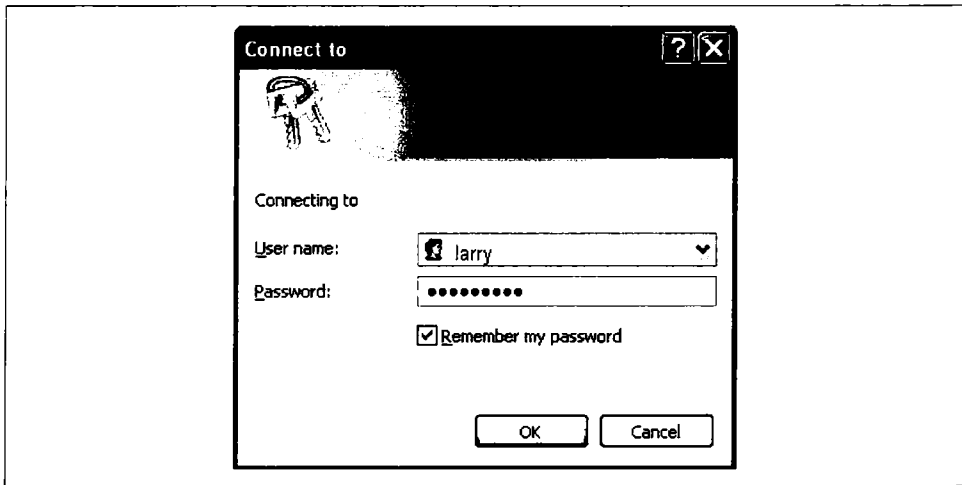 Connect to
Connecting to
User name: larry
Password: •••••••••
Remember my password
OK Cancel